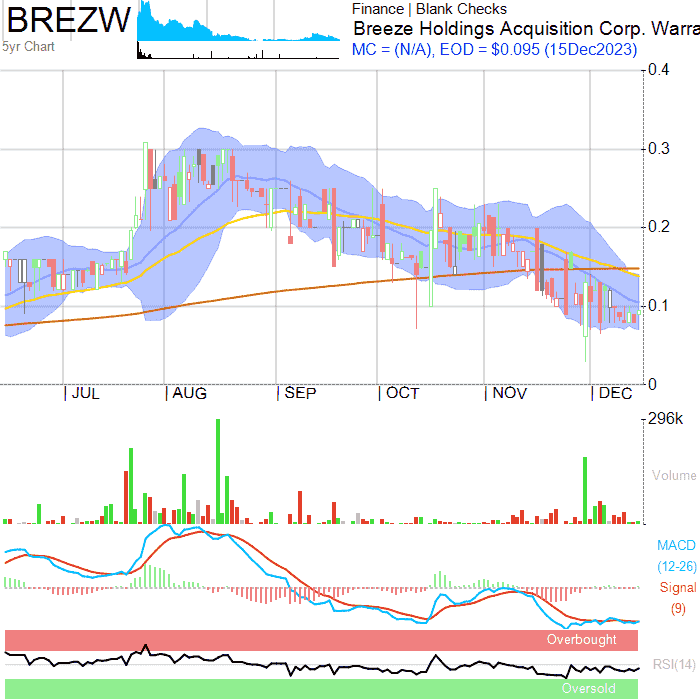 BREZW
5yr Chart
Finance | Blank Checks
Breeze Holdings Acquisition Corp. Warra
MC = (N/A), EOD = $0.095 (15Dec2023)
0.4
0.3
0.2
0.1
0
JUL AUG SEP OCT NOV DEC
296k
Volume
MACD
(12-26)
Signal
(9)
Overbought
RSI(14)
Oversold